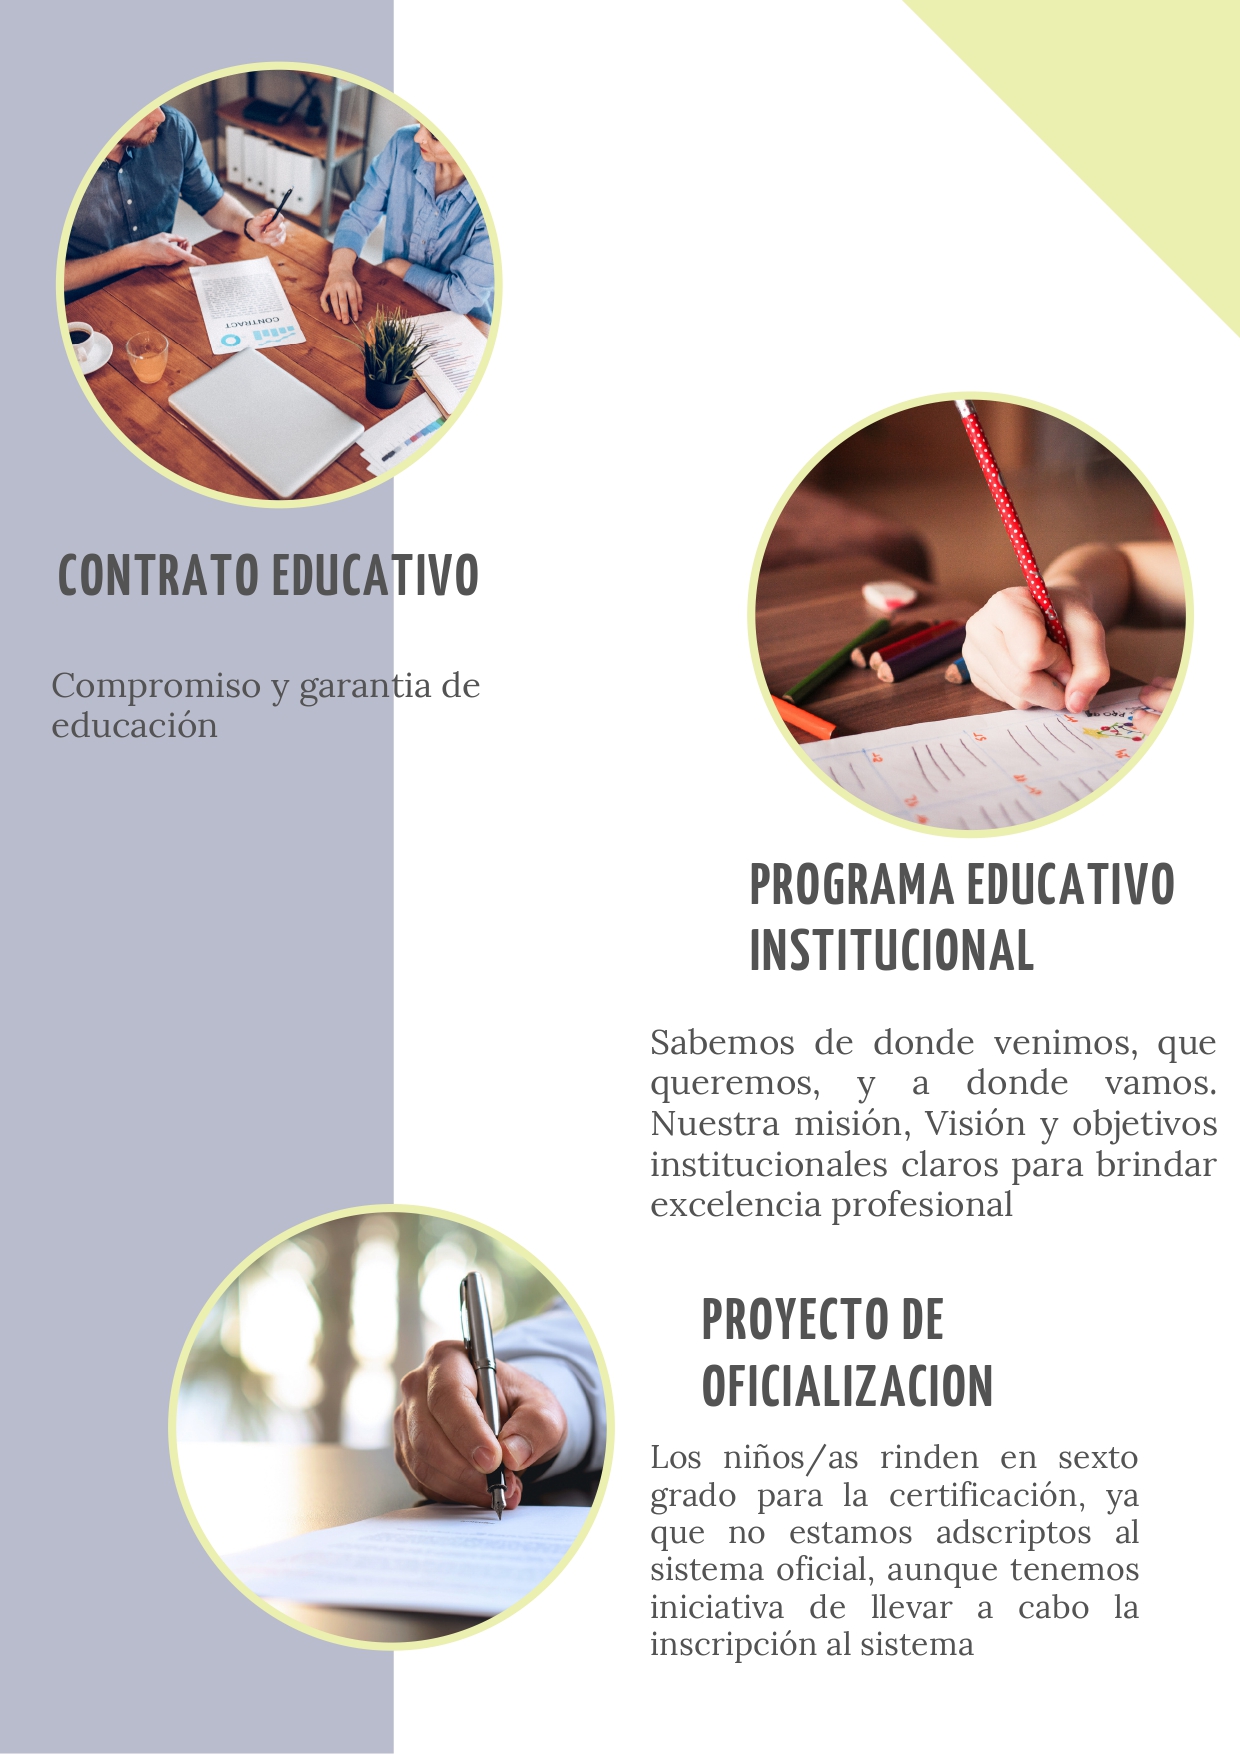 CONTRACT
CONTRATO EDUCATIVO
Compromiso y garantia de
educación
PROGRAMA EDUCATIVO
INSTITUCIONAL
Sabemos de donde venimos, que
queremos, y a donde vamos.
Nuestra misión, Visión y objetivos
institucionales claros para brindar
excelencia profesional
PROYECTO DE
OFICIALIZACION
Los niños/as rinden en sexto
grado para la certificación, ya
que no estamos adscriptos al
sistema oficial, aunque tenemos
iniciativa de llevar a cabo la
inscripción al sistema